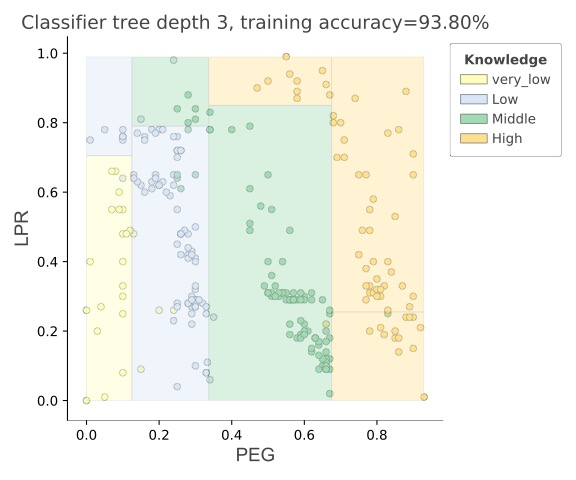 Classifier tree depth 3, training accuracy=93.80%
Knowledge
very_low
Low
Middle
High
1.0
0.8
0.6
0.4
0.2
0.0
LPR
0.0 0.2 0.4 0.6 0.8
PEG